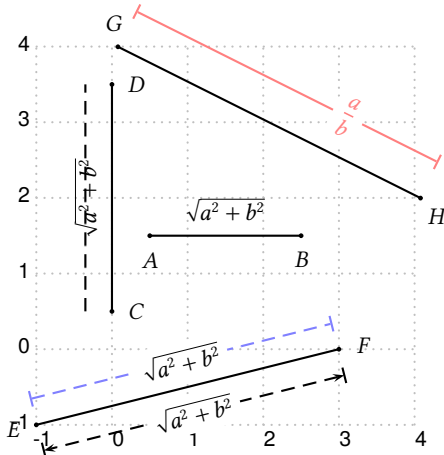 G
4
D
a/b
3
√a² + b²
2
√a² + b²
H
A
B
1
C
0
F
√a² + b²
√a² + b²
E
-1
-1 0 1 2 3 4